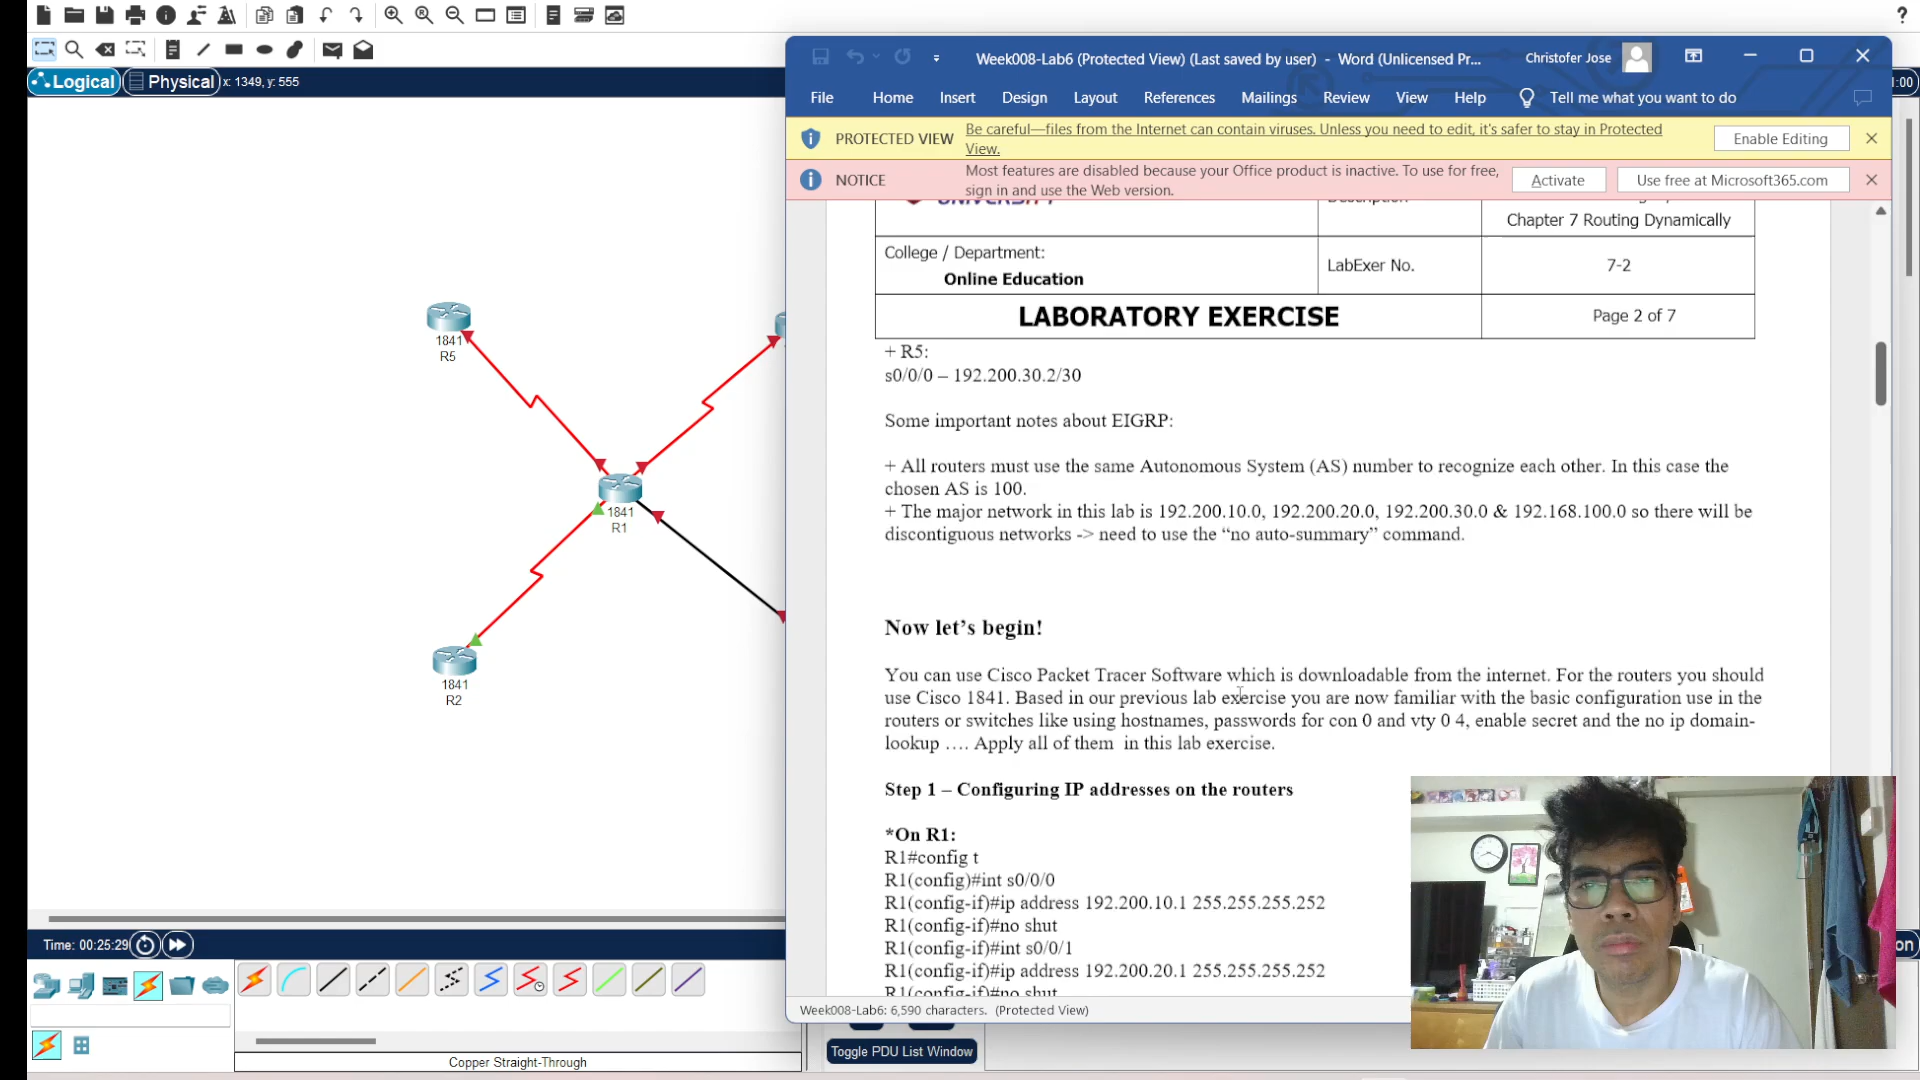 ?
Logical
Physical
x: 1349, y: 555
:00
1841
R5
1841
R1
1841
R2
Time: 00:25:29
Copper Straight-Through
Toggle PDU List Window
on
Week008-Lab6 (Protected View) (Last saved by user) - Word (Unlicensed Pr...
Christofer Jose
File Home Insert Design Layout References Mailings Review View Help Tell me what you want to do
PROTECTED VIEW Be careful—files from the Internet can contain viruses. Unless you need to edit, it's safer to stay in Protected
View.
Enable Editing
NOTICE Most features are disabled because your Office product is inactive. To use for free,
sign in and use the Web version.
Activate
Use free at Microsoft365.com
Chapter 7 Routing Dynamically
College / Department:
Online Education
LabExer No.
7-2
LABORATORY EXERCISE
Page 2 of 7
+ R5:
s0/0/0 – 192.200.30.2/30
Some important notes about EIGRP:
+ All routers must use the same Autonomous System (AS) number to recognize each other. In this case the
chosen AS is 100.
+ The major network in this lab is 192.200.10.0, 192.200.20.0, 192.200.30.0 & 192.168.100.0 so there will be
discontiguous networks -> need to use the “no auto-summary” command.
Now let’s begin!
You can use Cisco Packet Tracer Software which is downloadable from the internet. For the routers you should
use Cisco 1841. Based in our previous lab exercise you are now familiar with the basic configuration use in the
routers or switches like using hostnames, passwords for con 0 and vty 0 4, enable secret and the no ip domain-
lookup …. Apply all of them in this lab exercise.
Step 1 – Configuring IP addresses on the routers
*On R1:
R1#config t
R1(config)#int s0/0/0
R1(config-if)#ip address 192.200.10.1 255.255.255.252
R1(config-if)#no shut
R1(config-if)#int s0/0/1
R1(config-if)#ip address 192.200.20.1 255.255.255.252
R1(config-if)#no shut
Week008-Lab6: 6,590 characters. (Protected View)